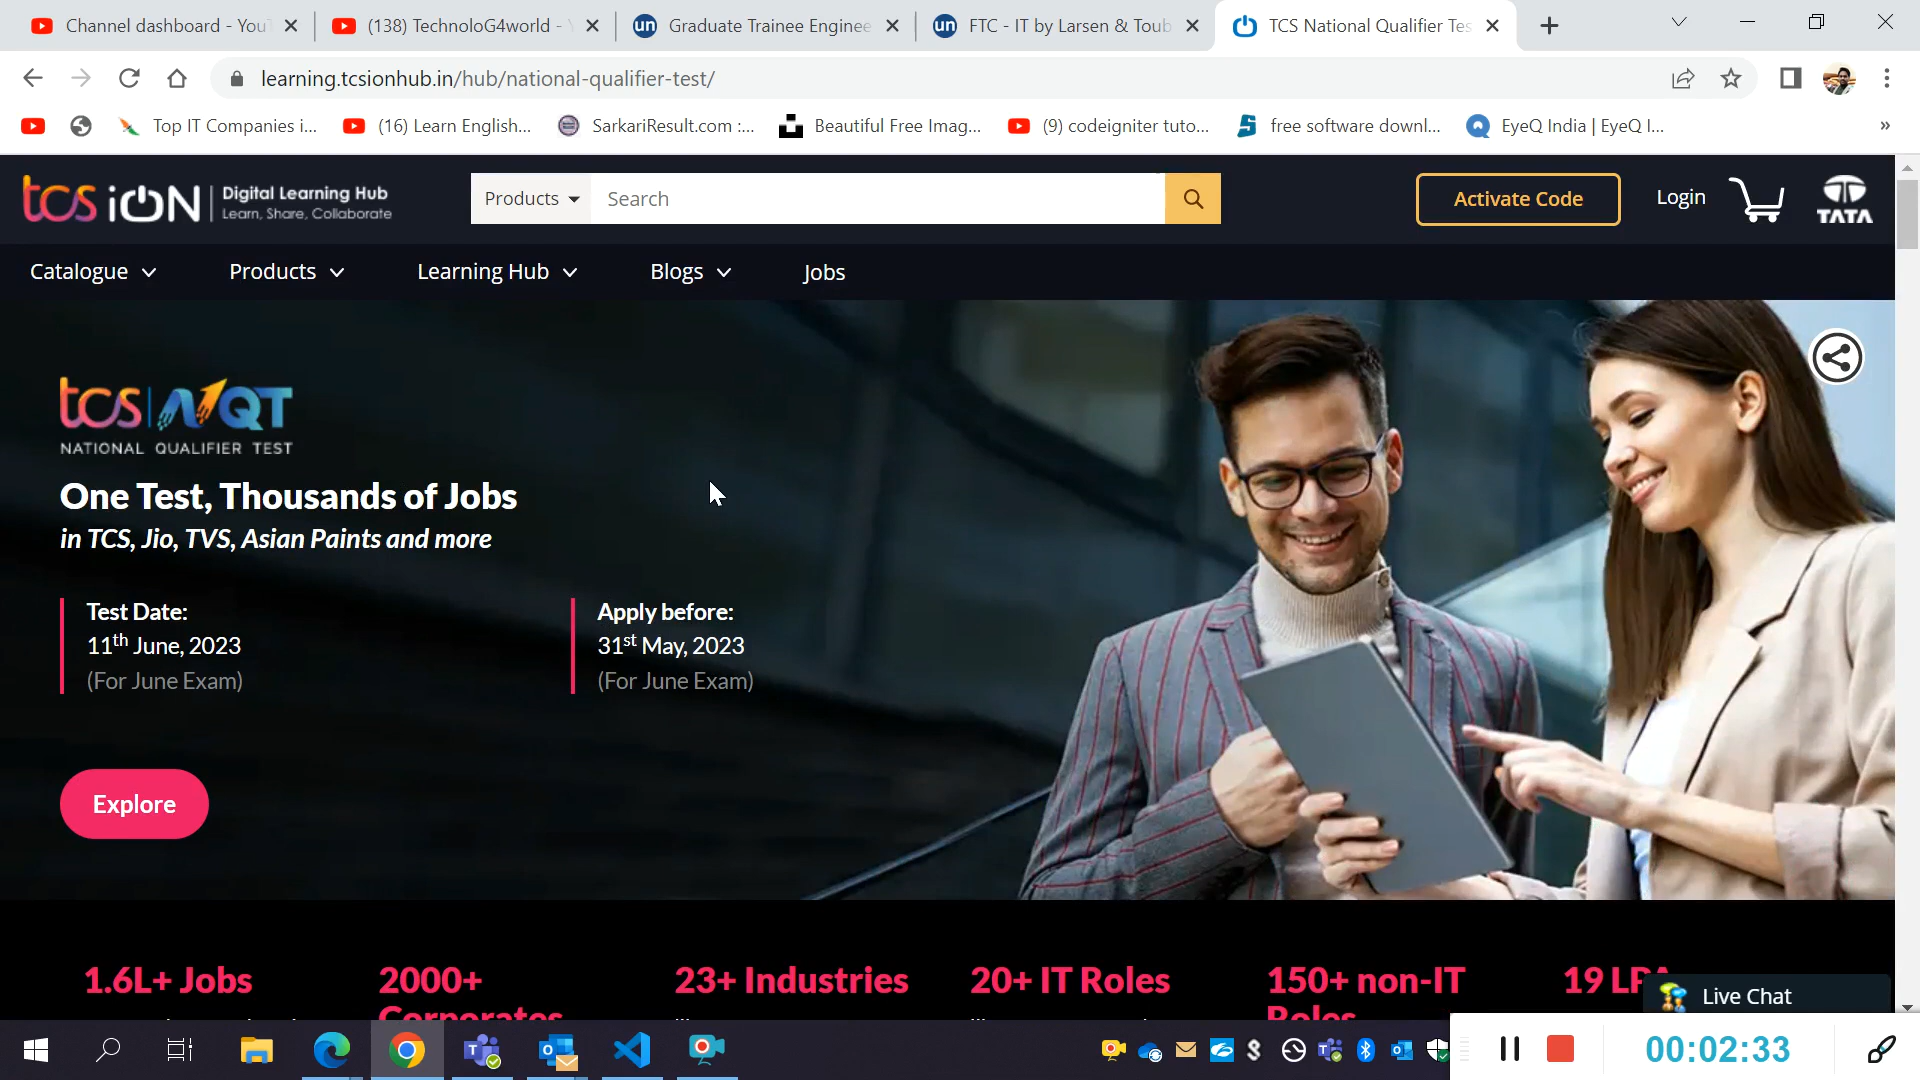 Channel dashboard - YouT
(138) TechnoloG4world - Y
Graduate Trainee Enginee
FTC - IT by Larsen & Toub
TCS National Qualifier Tes
learning.tcsionhub.in/hub/national-qualifier-test/
Top IT Companies i...
(16) Learn English...
SarkariResult.com :...
Beautiful Free Imag...
(9) codeigniter tuto...
free software downl...
EyeQ India | EyeQ I...
tcs iON
Digital Learning Hub
Learn, Share, Collaborate
Products
Search
Activate Code
Login
TATA
Catalogue
Products
Learning Hub
Blogs
Jobs
tcs NQT
NATIONAL QUALIFIER TEST
One Test, Thousands of Jobs
in TCS, Jio, TVS, Asian Paints and more
Test Date:
11th June, 2023
(For June Exam)
Apply before:
31st May, 2023
(For June Exam)
Explore
1.6L+ Jobs
2000+
Corporates
23+ Industries
20+ IT Roles
150+ non-IT
Roles
19 LPA
Live Chat
00:02:33